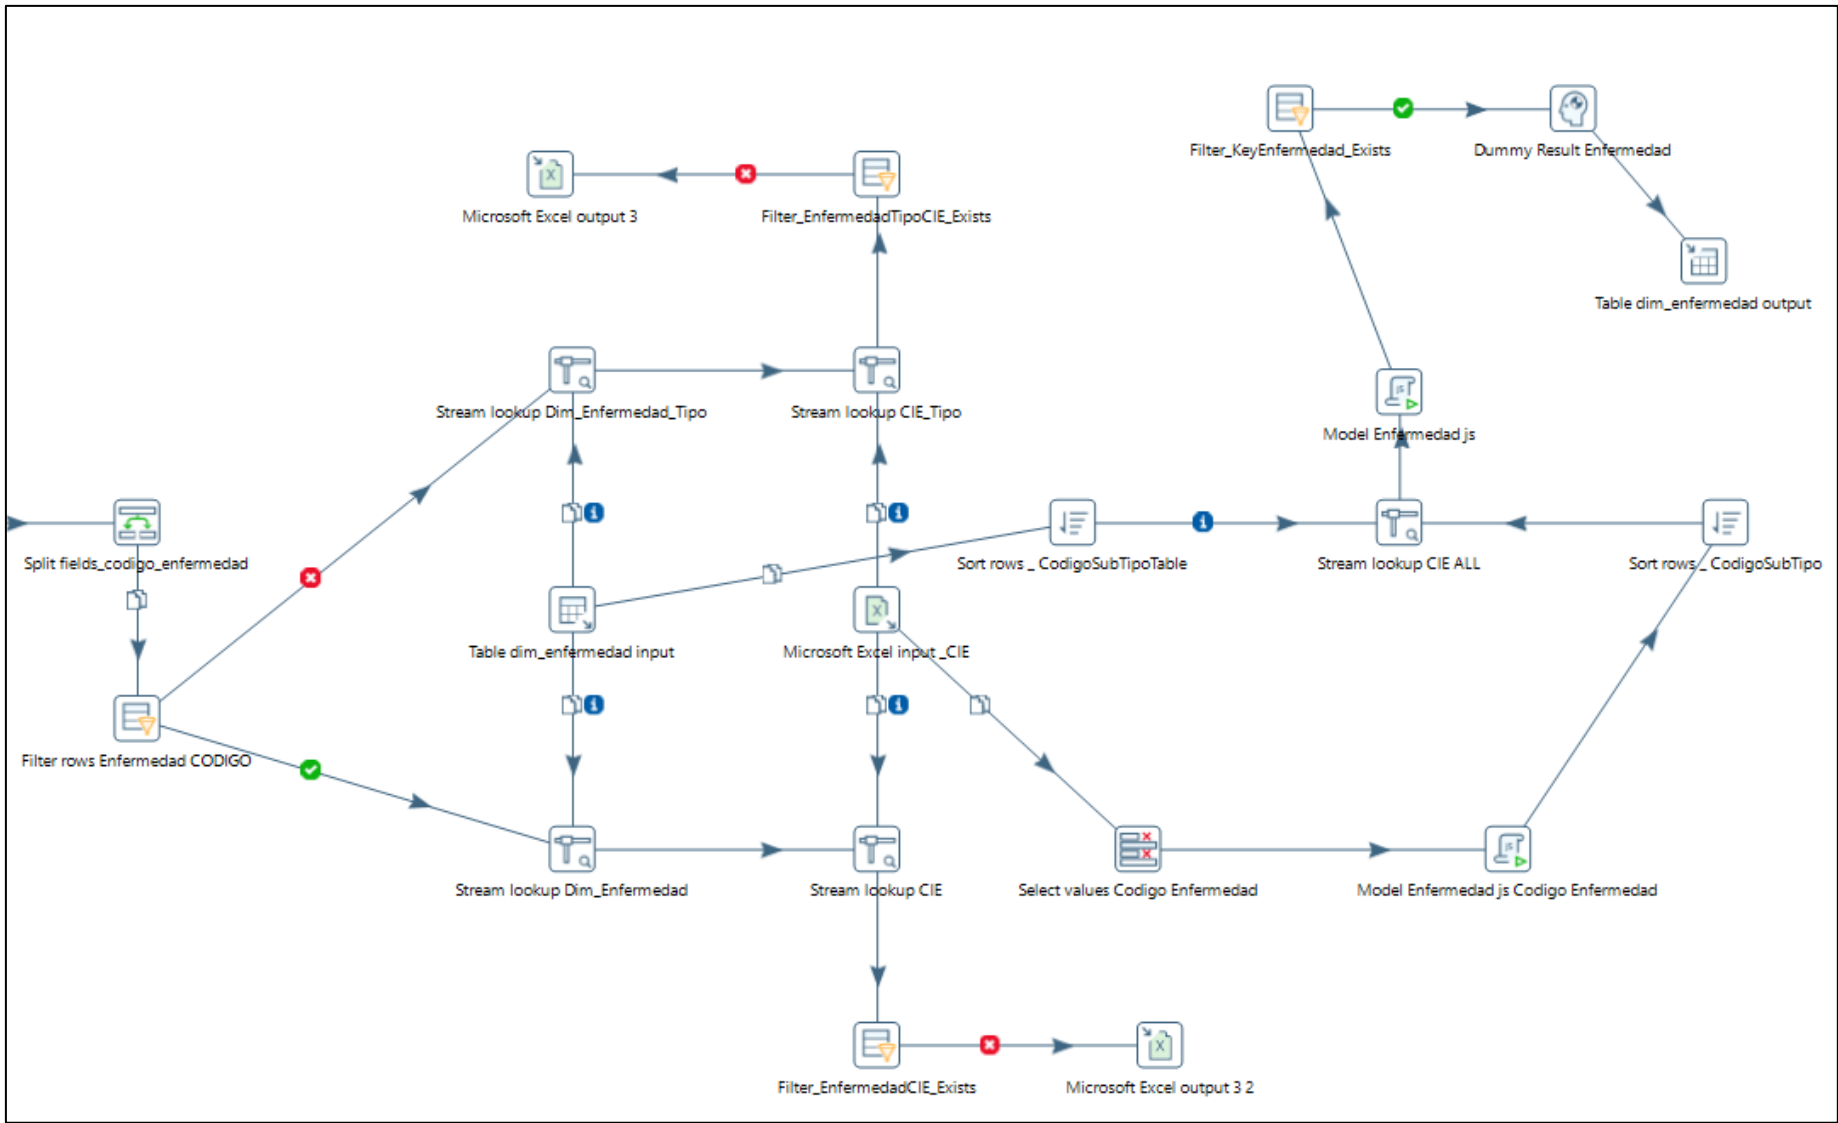 Filter_KeyEnfermedad_Exists
Dummy Result Enfermedad
Microsoft Excel output 3
Filter_EnfermedadTipoCIE_Exists
Table dim_enfermedad output
Stream lookup Dim_Enfermedad_Tipo
Stream lookup CIE_Tipo
Model Enfermedad js
Split fields_codigo_enfermedad
Sort rows _ CodigoSubTipoTable
Stream lookup CIE ALL
Sort rows _ CodigoSubTipo
Table dim_enfermedad input
Microsoft Excel input _CIE
Filter rows Enfermedad CODIGO
Stream lookup Dim_Enfermedad
Stream lookup CIE
Select values Codigo Enfermedad
Model Enfermedad js Codigo Enfermedad
Filter_EnfermedadCIE_Exists
Microsoft Excel output 3 2